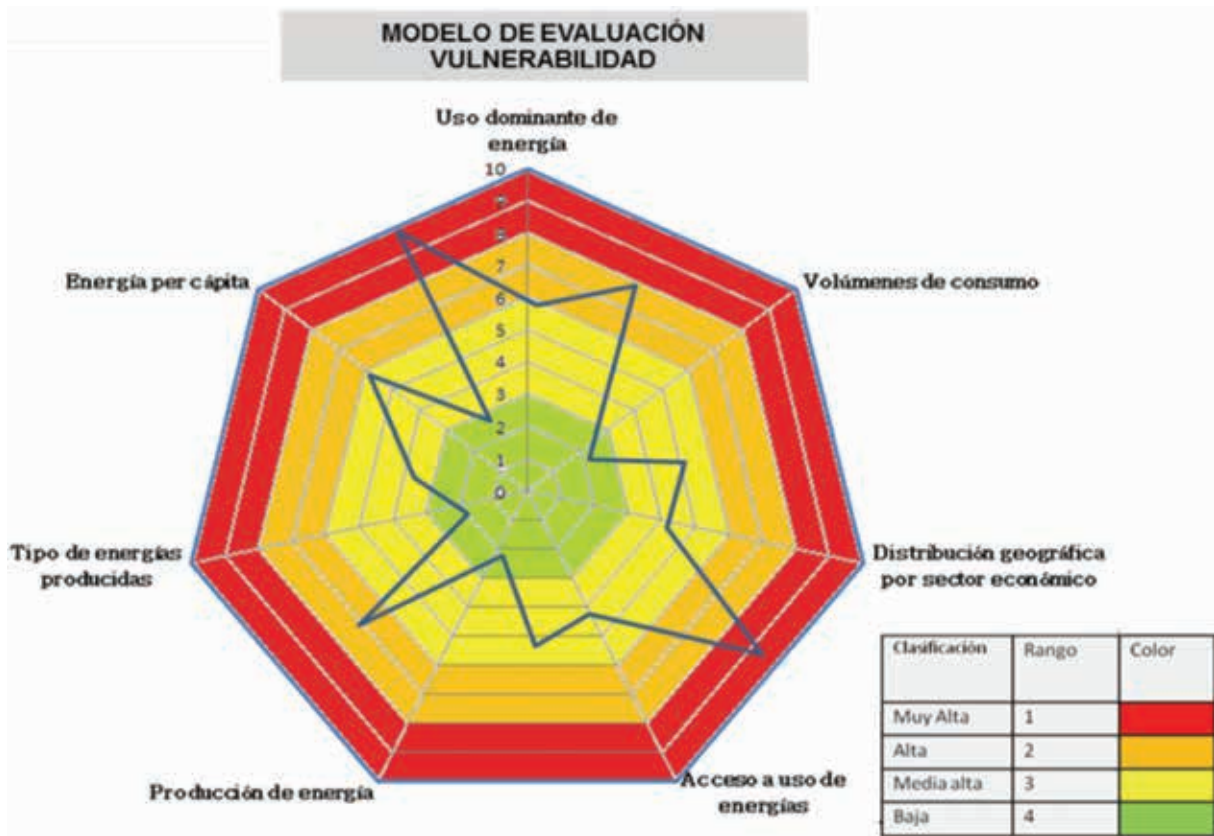 MODELO DE EVALUACIÓN
VULNERABILIDAD
Uso dominante de
energía
10
9
8
7
6
5
4
3
2
1
0
Energía per cápita
Volúmenes de consumo
Tipo de energías
producidas
Distribución geográfica
por sector económico
Producción de energía
Acceso a uso de
energías
Clasificación Rango Color
Muy Alta 1
Alta 2
Media alta 3
Baja 4